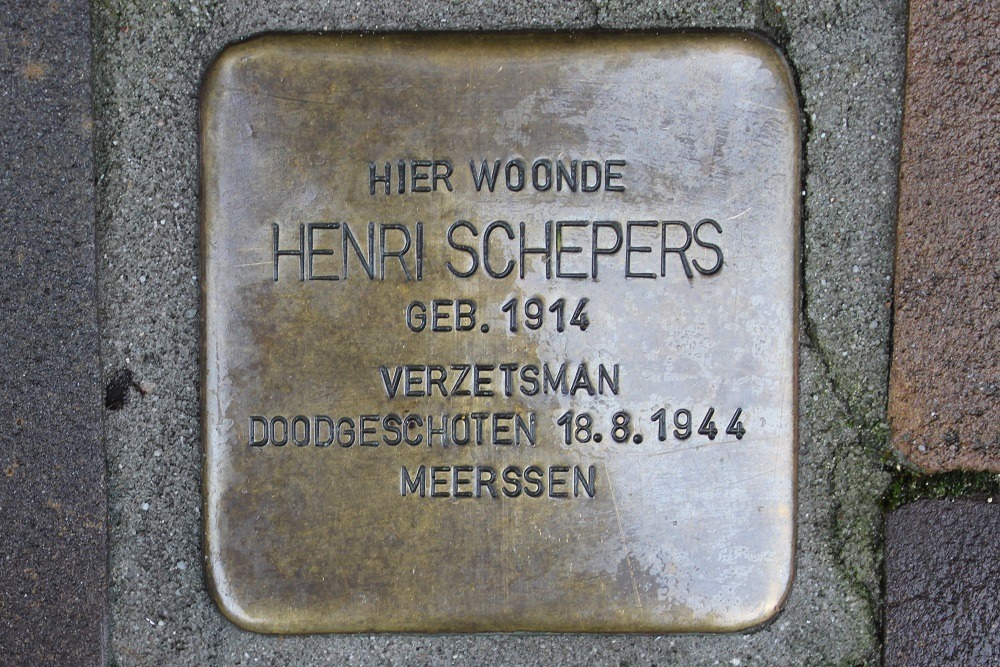 HIER WOONDE
HENRI SCHEPERS
GEB. 1914
VERZETSMAN
DOODGESCHOTEN 18.8.1944
MEERSSEN